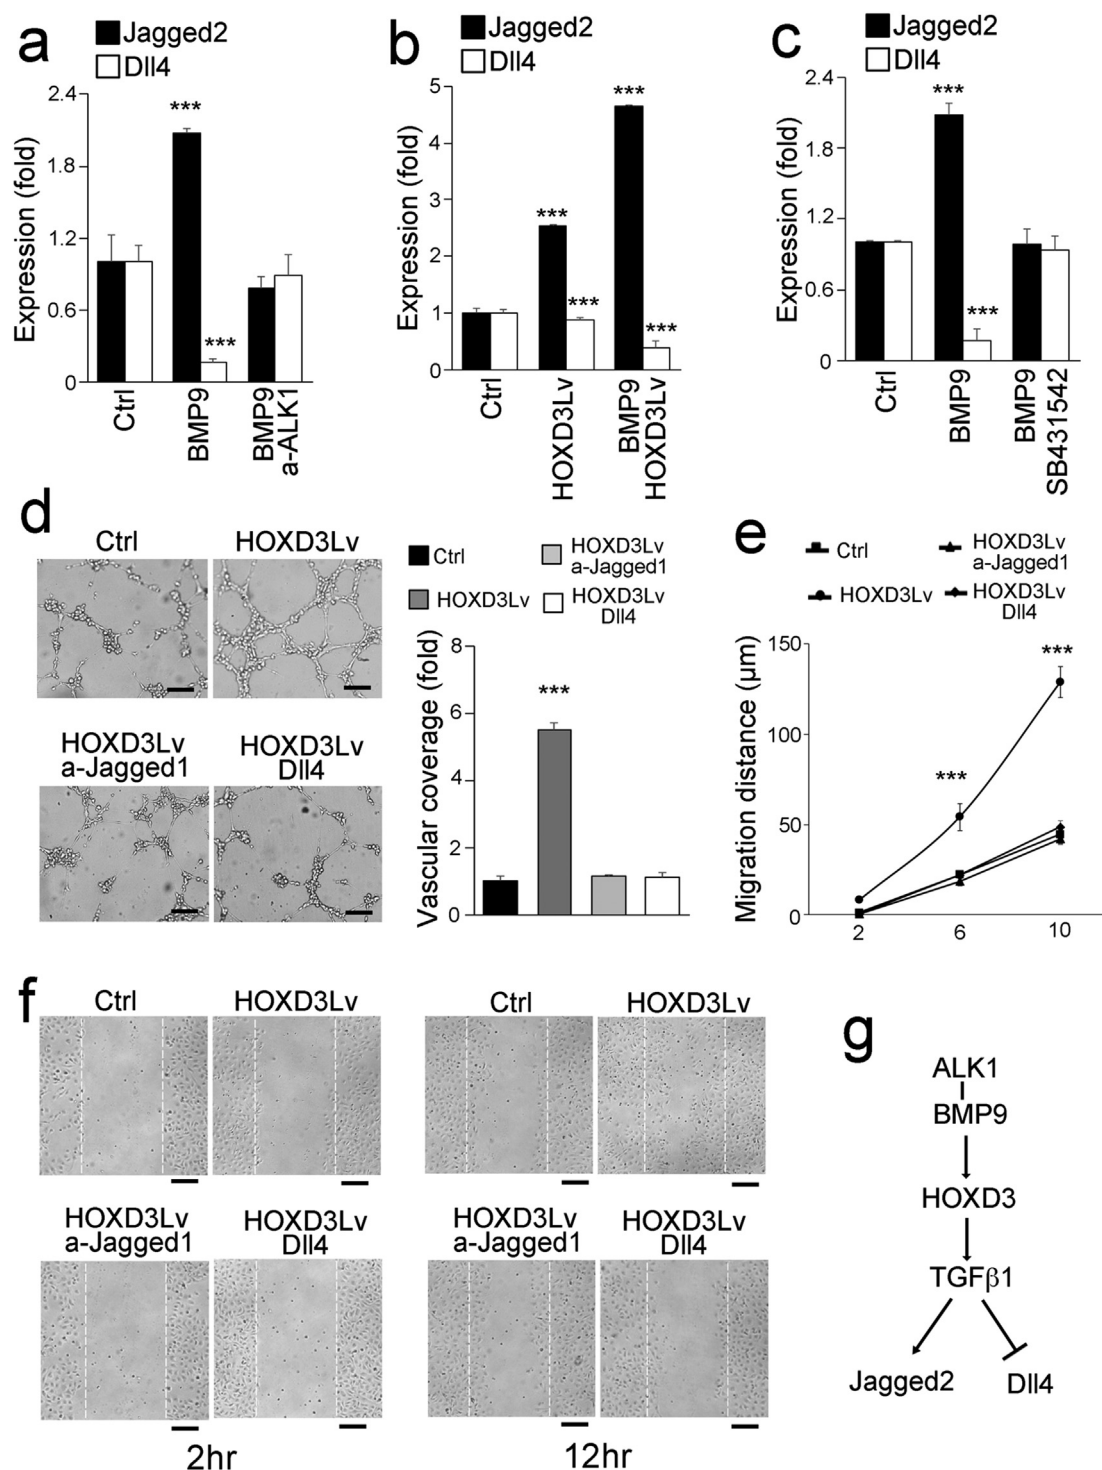 a
Jagged2
Dll4
Expression (fold)
2.4
1.8
1.2
0.6
0
***
***
Ctrl
BMP9
BMP9
a-ALK1
b
Jagged2
Dll4
Expression (fold)
5
4
3
2
1
0
***
***
***
***
Ctrl
HOXD3Lv
BMP9
HOXD3Lv
c
Jagged2
Dll4
Expression (fold)
2.4
1.8
1.2
0.6
0
***
***
Ctrl
BMP9
BMP9
SB431542
d
Ctrl
HOXD3Lv
HOXD3Lv
a-Jagged1
HOXD3Lv
Dll4
Ctrl
HOXD3Lv
a-Jagged1
HOXD3Lv
HOXD3Lv
Dll4
Vascular coverage (fold)
8
6
4
2
0
***
e
Ctrl
HOXD3Lv
a-Jagged1
HOXD3Lv
HOXD3Lv
Dll4
Migration distance (µm)
150
100
50
0
***
***
2
6
10
f
Ctrl
HOXD3Lv
Ctrl
HOXD3Lv
HOXD3Lv
a-Jagged1
HOXD3Lv
Dll4
HOXD3Lv
a-Jagged1
HOXD3Lv
Dll4
2hr
12hr
g
ALK1
BMP9
HOXD3
TGFβ1
Jagged2
Dll4